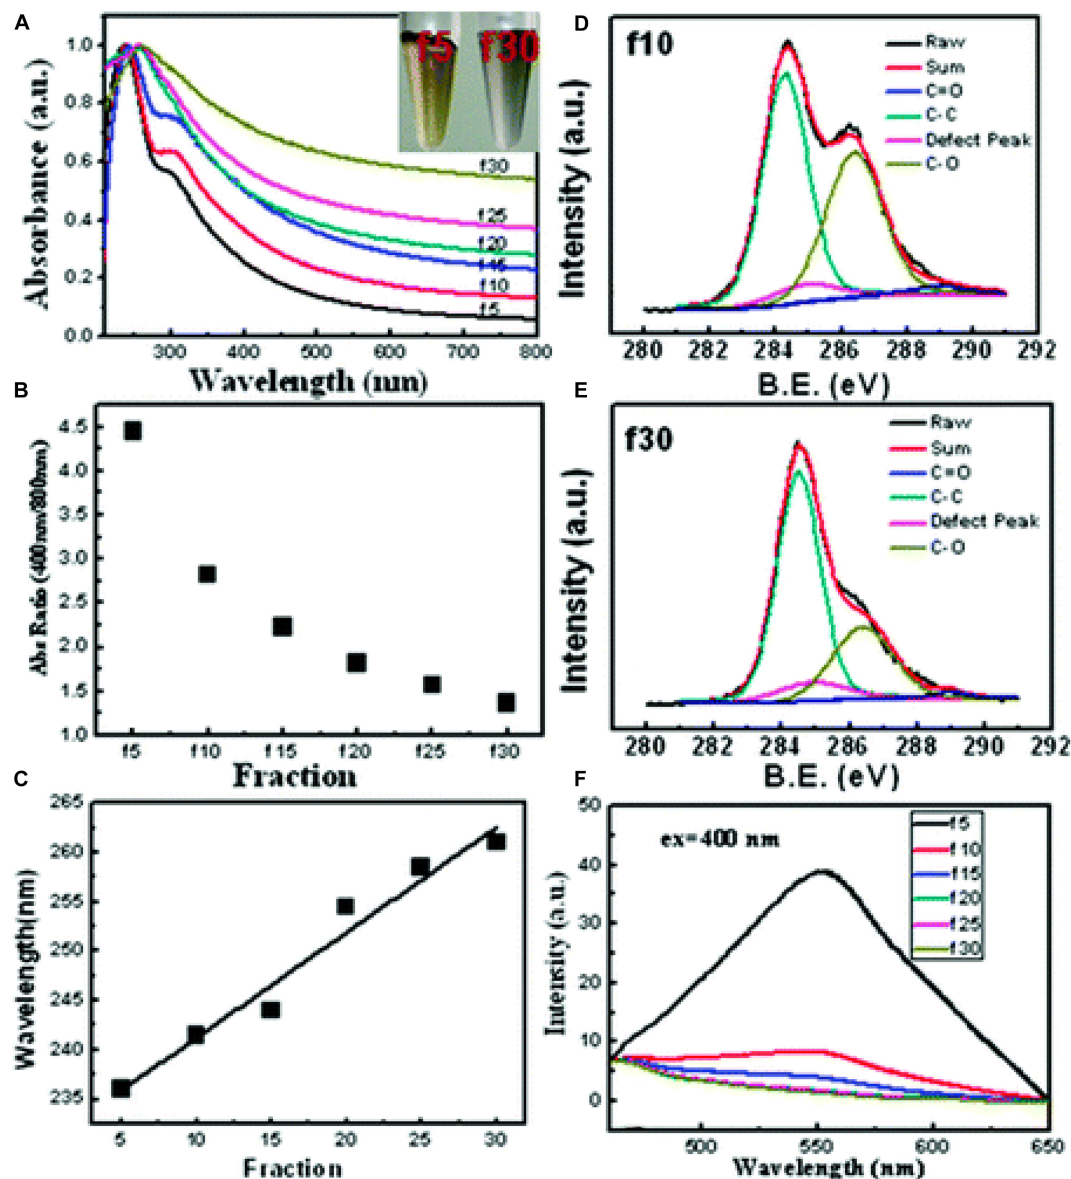 A
1.0
0.8
0.6
0.4
0.2
0.0
Absorbance (a.u.)
f5 f30
f30
f25
f20
f15
f10
f5
300 400 500 600 700 800
Wavelength (nm)
B
4.5
4.0
3.5
3.0
2.5
2.0
1.5
1.0
Abs Ratio (400nm/800nm)
f5 f10 f15 f20 f25 f30
Fraction
C
265
260
255
250
245
240
235
Wavelength(nm)
5 10 15 20 25 30
Fraction
D
f10
Raw
Sum
C=O
C-C
Defect Peak
C-O
Intensity (a.u.)
280 282 284 286 288 290 292
B.E. (eV)
E
f30
Raw
Sum
C=O
C-C
Defect Peak
C-O
Intensity (a.u.)
280 282 284 286 288 290 292
B.E. (eV)
F
50
40
30
20
10
0
Intensity (a.u.)
ex=400 nm
f5
f10
f15
f20
f25
f30
500 550 600 650
Wavelength (nm)